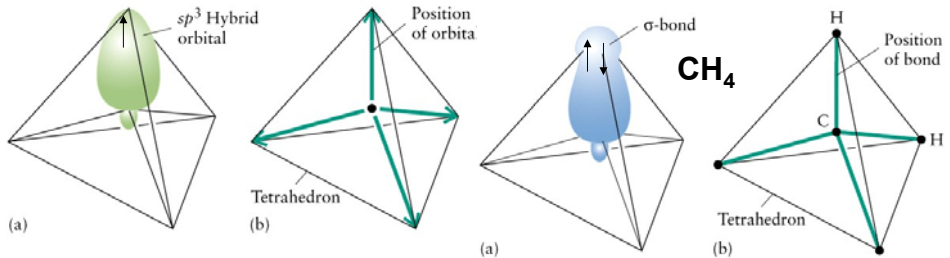 sp³ Hybrid
orbital
(a)
Position
of orbita
Tetrahedron
(b)
σ-bond
CH₄
(a)
H
Position
of bond
C
H
Tetrahedron
(b)